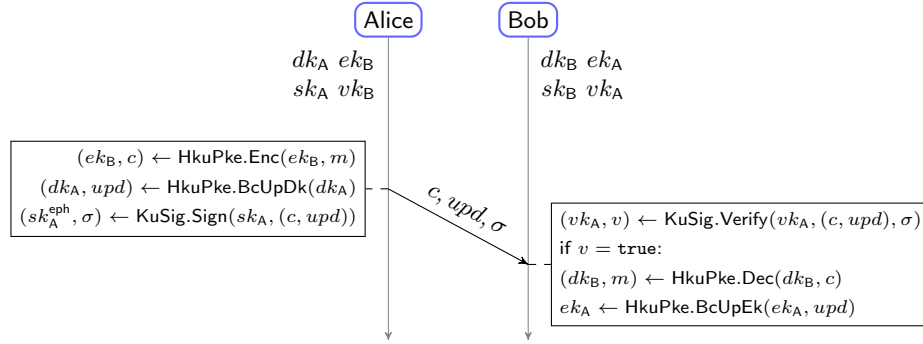 Alice
Bob
dk_A ek_B
sk_A vk_B
dk_B ek_A
sk_B vk_A
(ek_B, c) ← HkuPke.Enc(ek_B, m)
(dk_A, upd) ← HkuPke.BcUpDk(dk_A)
(sk_A^eph, σ) ← KuSig.Sign(sk_A, (c, upd))
c, upd, σ
(vk_A, v) ← KuSig.Verify(vk_A, (c, upd), σ)
if v = true:
(dk_B, m) ← HkuPke.Dec(dk_B, c)
ek_A ← HkuPke.BcUpEk(ek_A, upd)